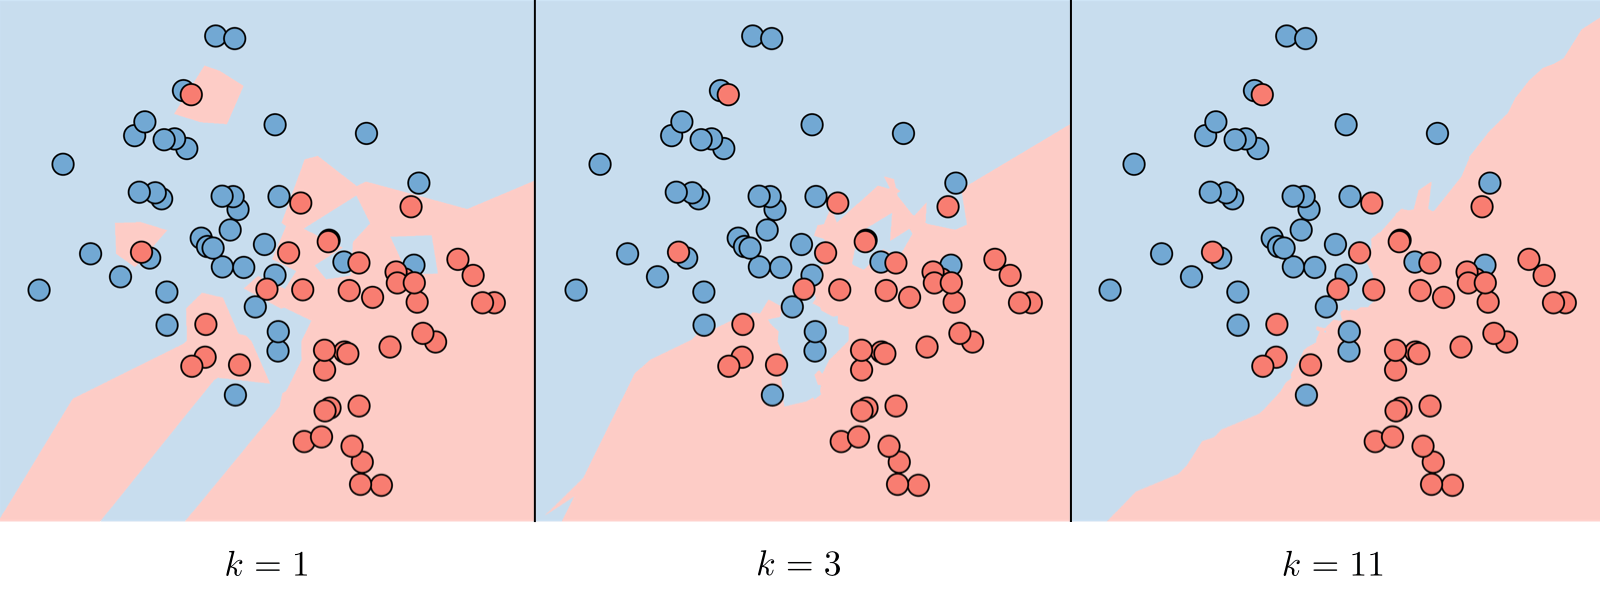 k = 1
k = 3
k = 11